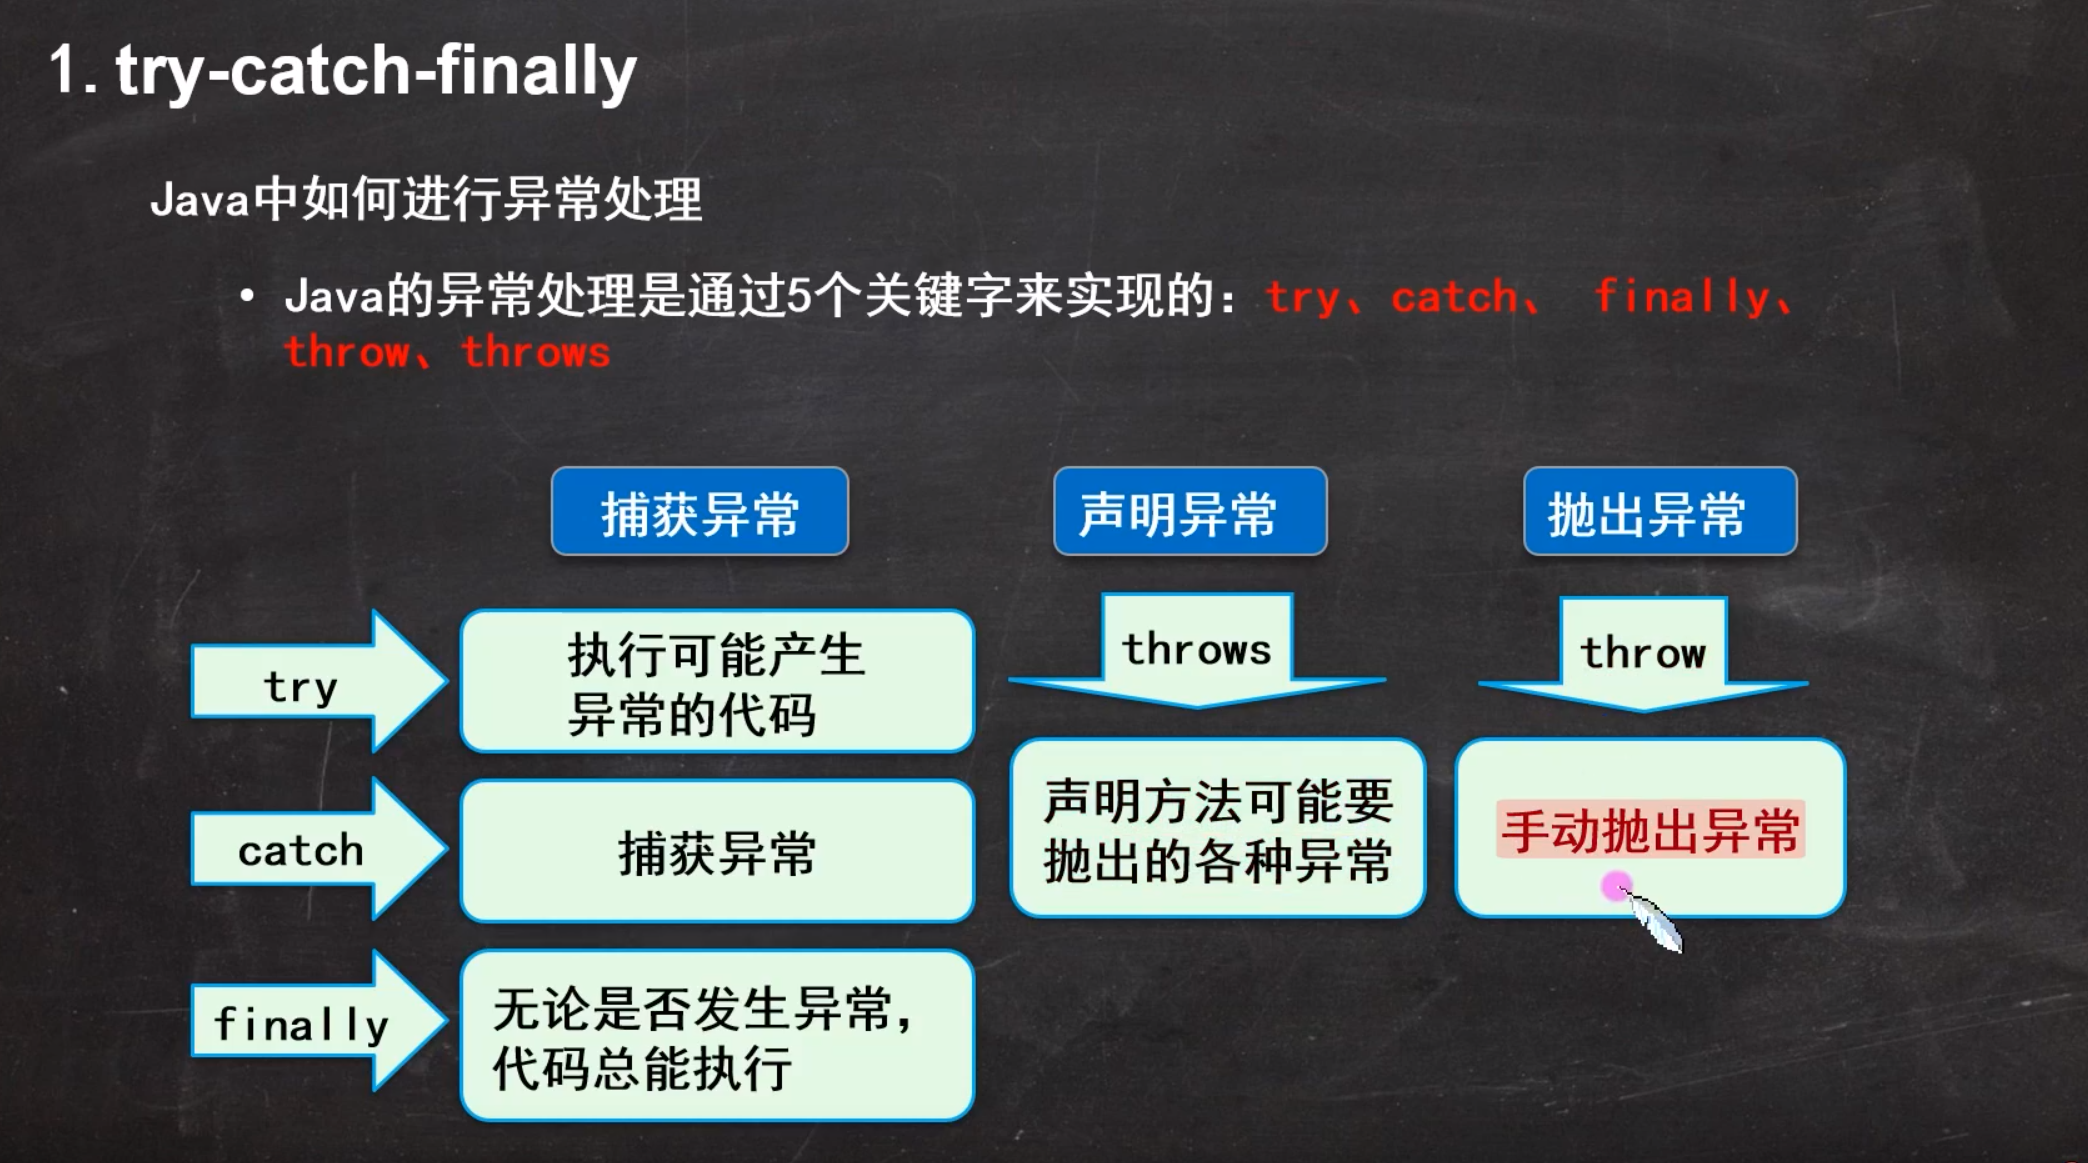 1. try-catch-finally
Java中如何进行异常处理
• Java的异常处理是通过5个关键字来实现的：try、catch、 finally、
throw、throws
捕获异常
声明异常
抛出异常
try
执行可能产生
异常的代码
catch
捕获异常
finally
无论是否发生异常，
代码总能执行
throws
声明方法可能要
抛出的各种异常
throw
手动抛出异常